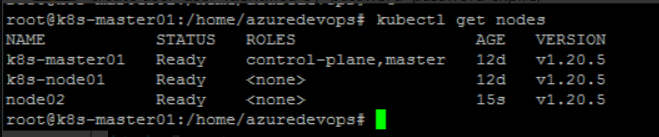 root@k8s-master01:/home/azuredevops# kubectl get nodes
NAME STATUS ROLES AGE VERSION
k8s-master01 Ready control-plane,master 12d v1.20.5
k8s-node01 Ready <none> 12d v1.20.5
node02 Ready <none> 15s v1.20.5
root@k8s-master01:/home/azuredevops#